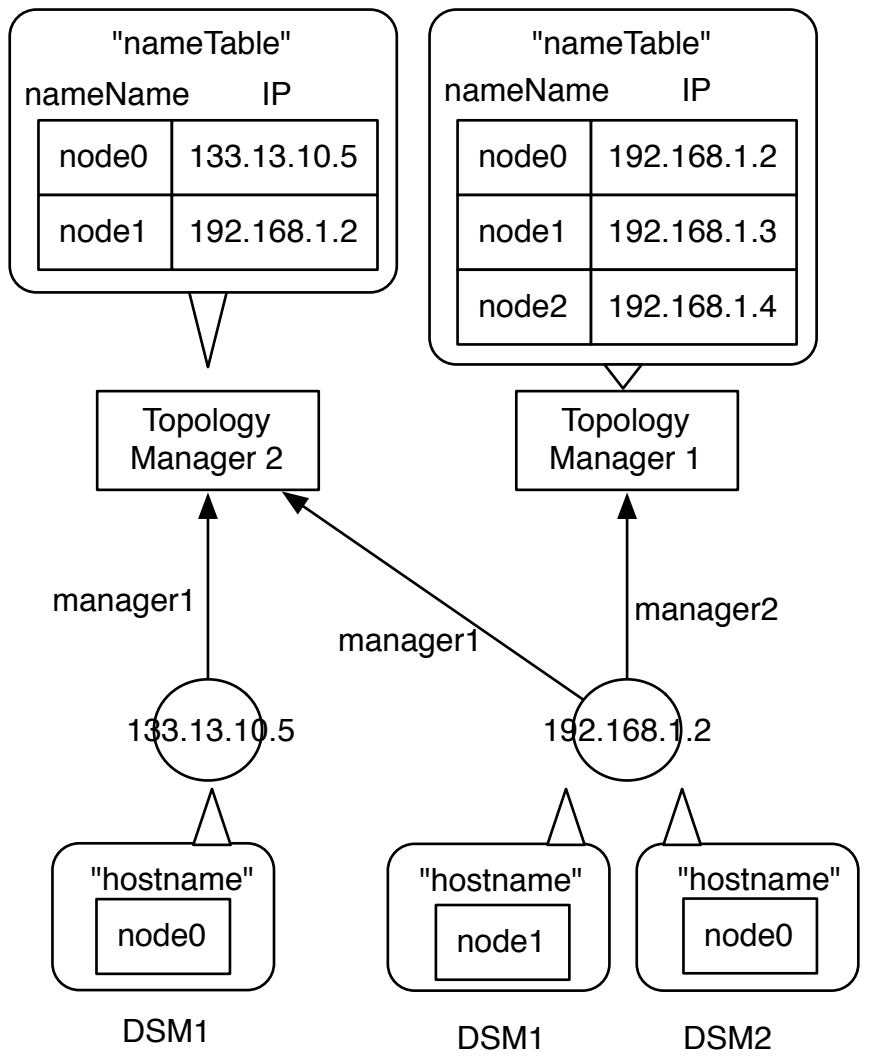 "nameTable"
nameName IP
node0 133.13.10.5
node1 192.168.1.2
"nameTable"
nameName IP
node0 192.168.1.2
node1 192.168.1.3
node2 192.168.1.4
Topology
Manager 2
Topology
Manager 1
manager1
manager1
manager2
133.13.10.5
192.168.1.2
"hostname"
node0
DSM1
"hostname"
node1
DSM1
"hostname"
node0
DSM2